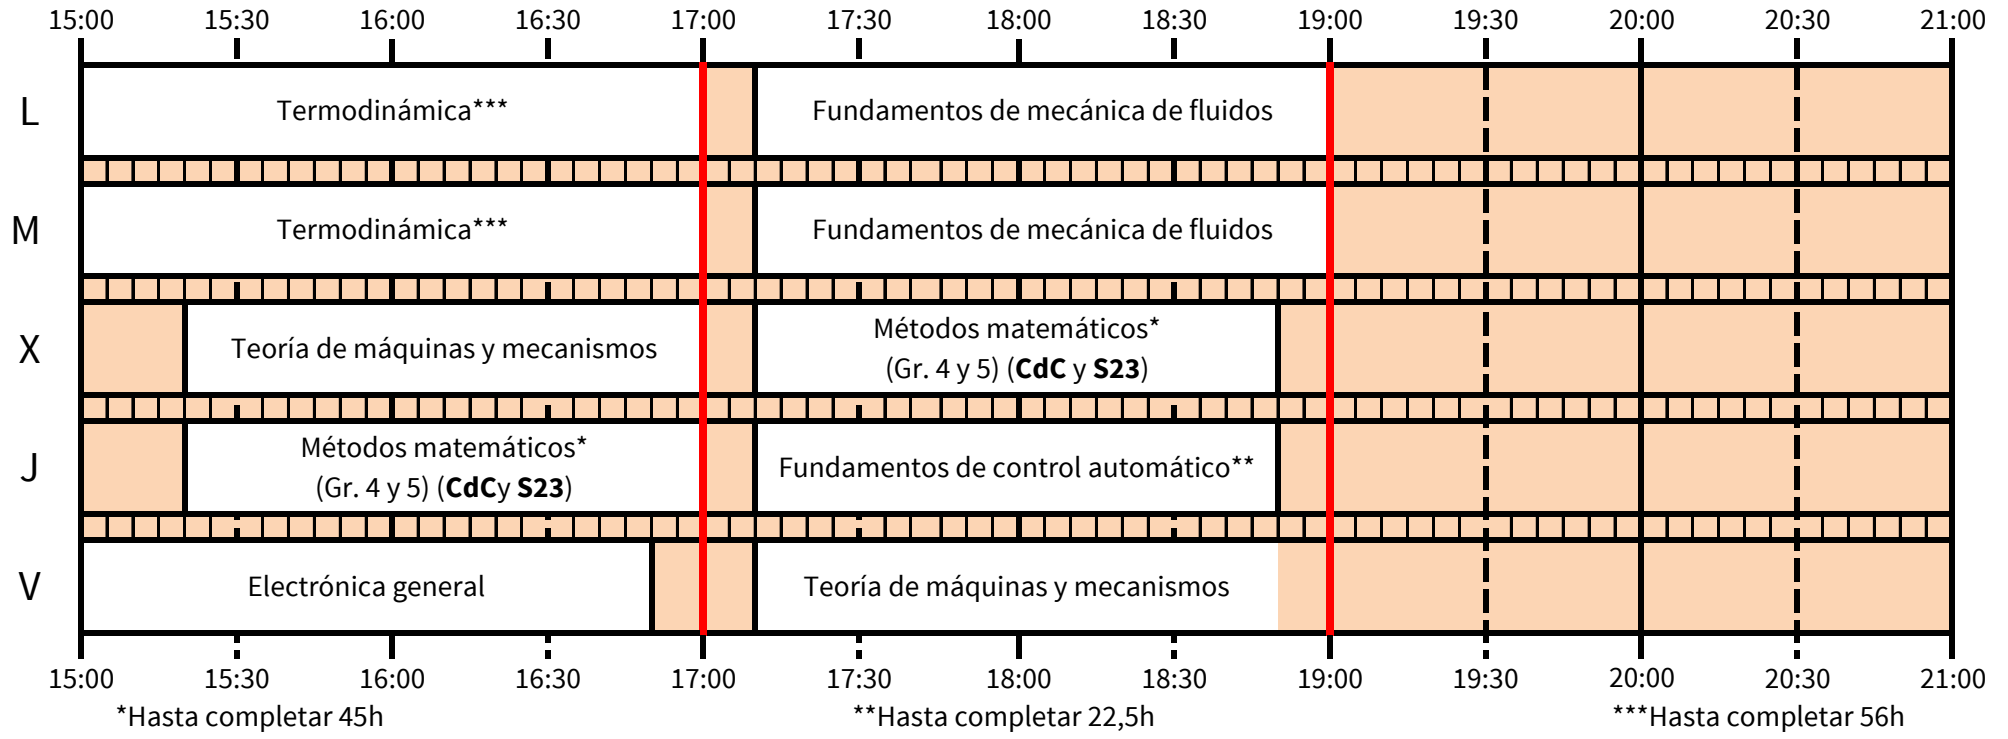 15:00 15:30 16:00 16:30 17:00 17:30 18:00 18:30 19:00 19:30 20:00 20:30 21:00
L Termodinámica*** Fundamentos de mecánica de fluidos
M Termodinámica*** Fundamentos de mecánica de fluidos
X Teoría de máquinas y mecanismos Métodos matemáticos*
(Gr. 4 y 5) (CdC y S23)
J Métodos matemáticos* Fundamentos de control automático**
(Gr. 4 y 5) (CdCy S23)
V Electrónica general Teoría de máquinas y mecanismos
15:00 15:30 16:00 16:30 17:00 17:30 18:00 18:30 19:00 19:30 20:00 20:30 21:00
*Hasta completar 45h **Hasta completar 22,5h ***Hasta completar 56h